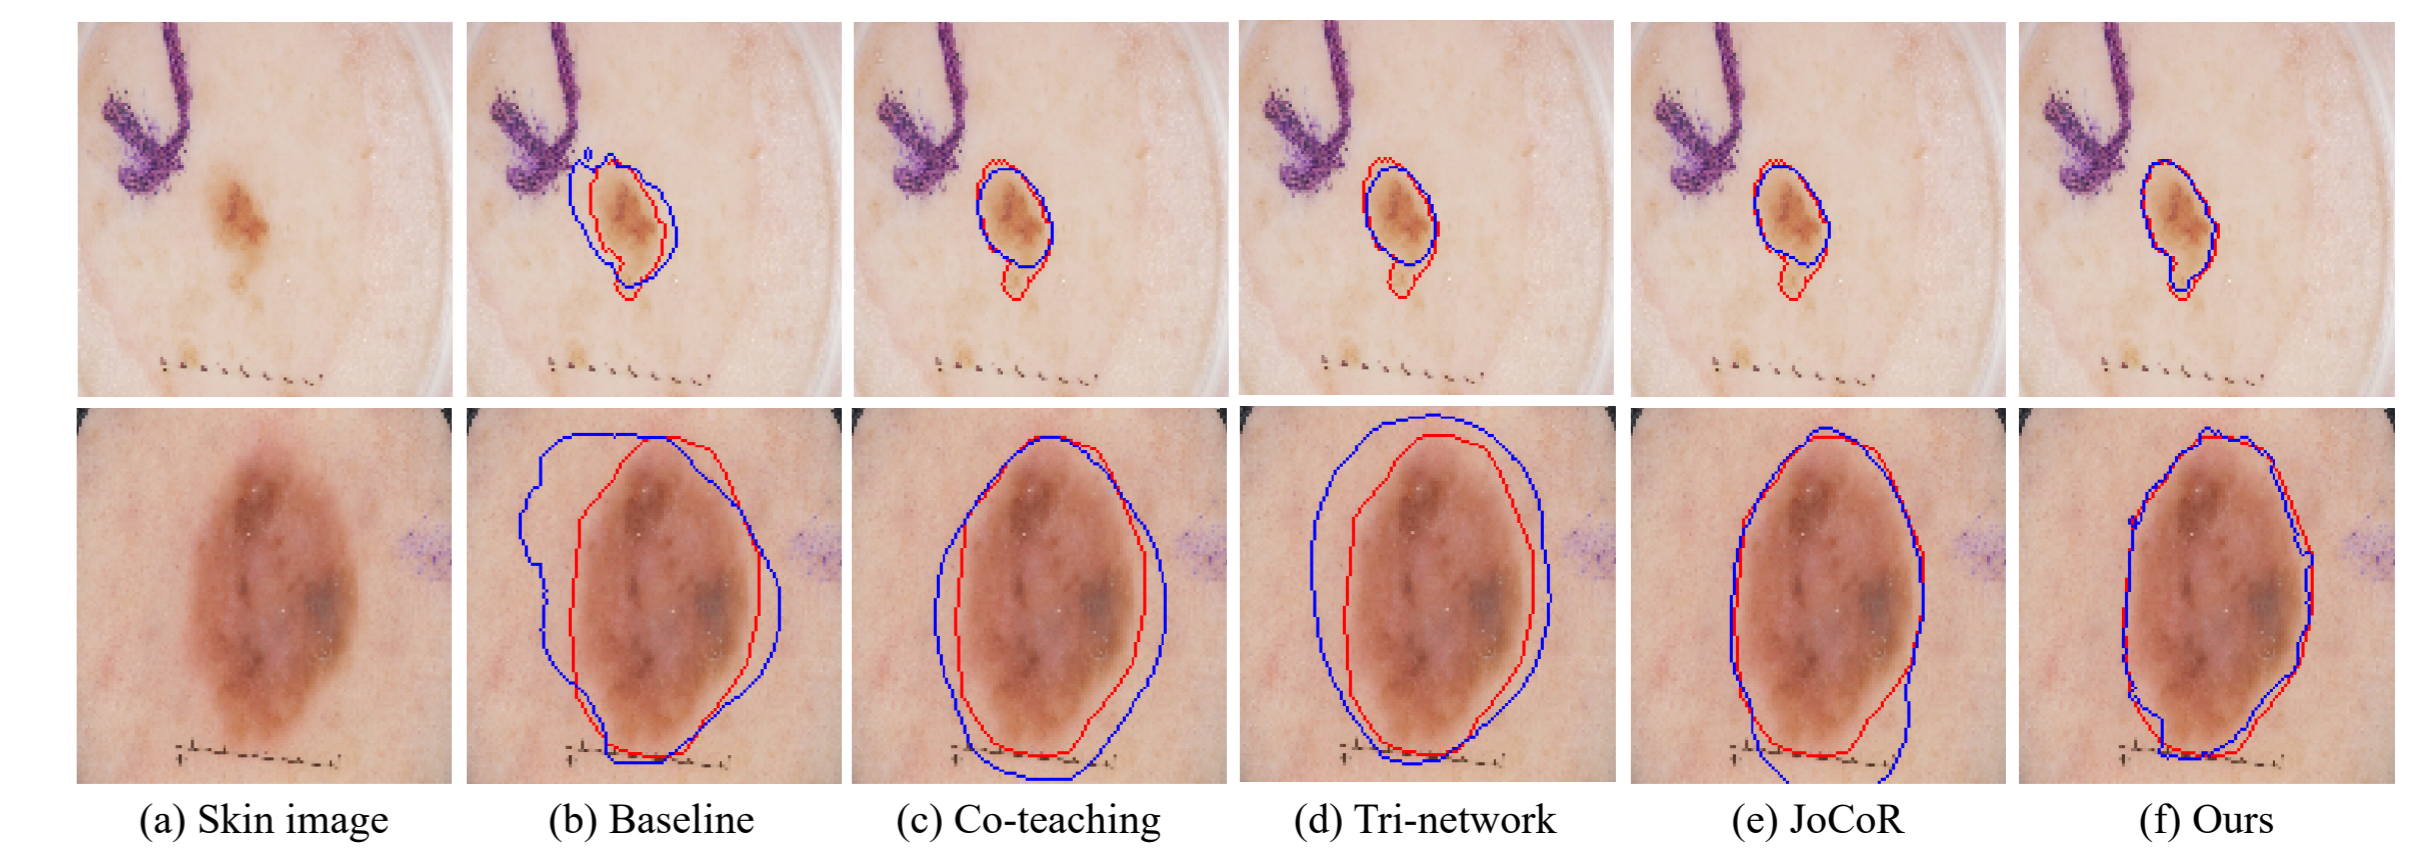 (a) Skin image
(b) Baseline
(c) Co-teaching
(d) Tri-network
(e) JoCoR
(f) Ours